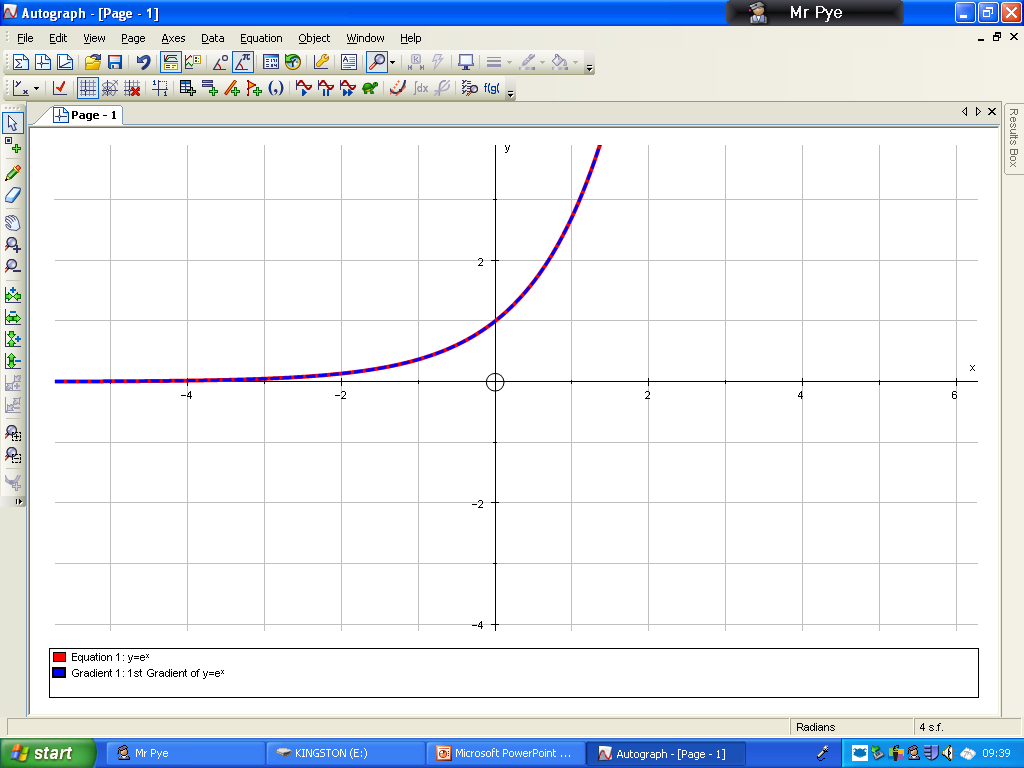 Autograph - [Page - 1]
Mr Pye
File Edit View Page Axes Data Equation Object Window Help
f(g(
Page - 1
Results Box
y
x
2
-4 -2 2 4 6
-2
-4
Equation 1: y=eˣ
Gradient 1: 1st Gradient of y=eˣ
Radians 4 s.f.
start Mr Pye KINGSTON (E:) Microsoft PowerPoint ... Autograph - [Page - 1] 09:39